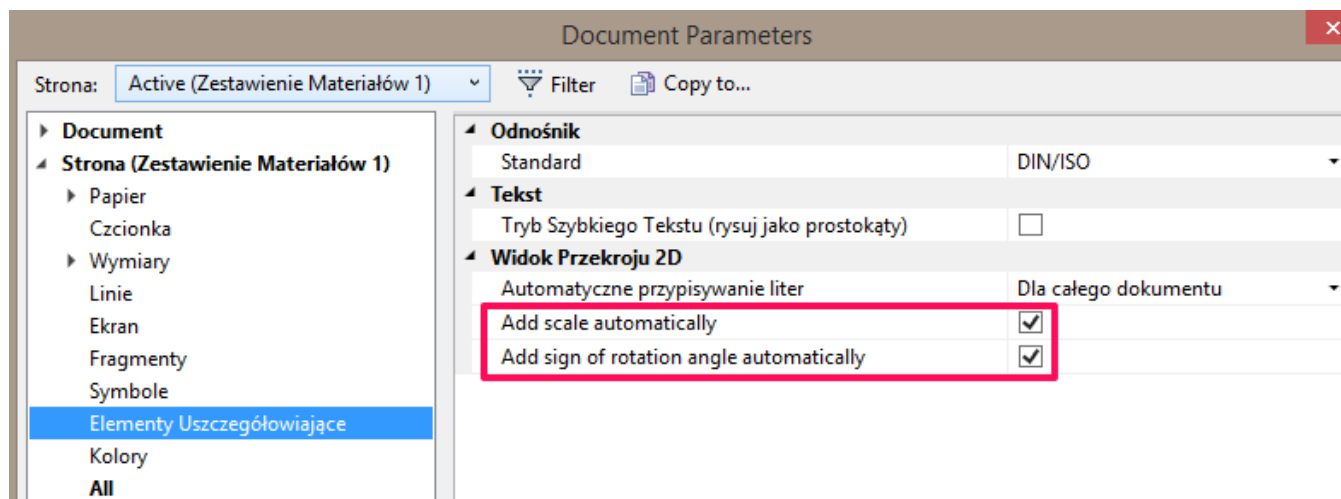 Document Parameters
Strona: Active (Zestawienie Materiałów 1) Filter Copy to...
Document
Strona (Zestawienie Materiałów 1)
Papier
Czcionka
Wymiary
Linie
Ekran
Fragmenty
Symbole
Elementy Uszczegółowiające
Kolory
All
Odnośnik
Standard DIN/ISO
Tekst
Tryb Szybkiego Tekstu (rysuj jako prostokąty)
Widok Przekroju 2D
Automatyczne przypisywanie liter Dla całego dokumentu
Add scale automatically
Add sign of rotation angle automatically